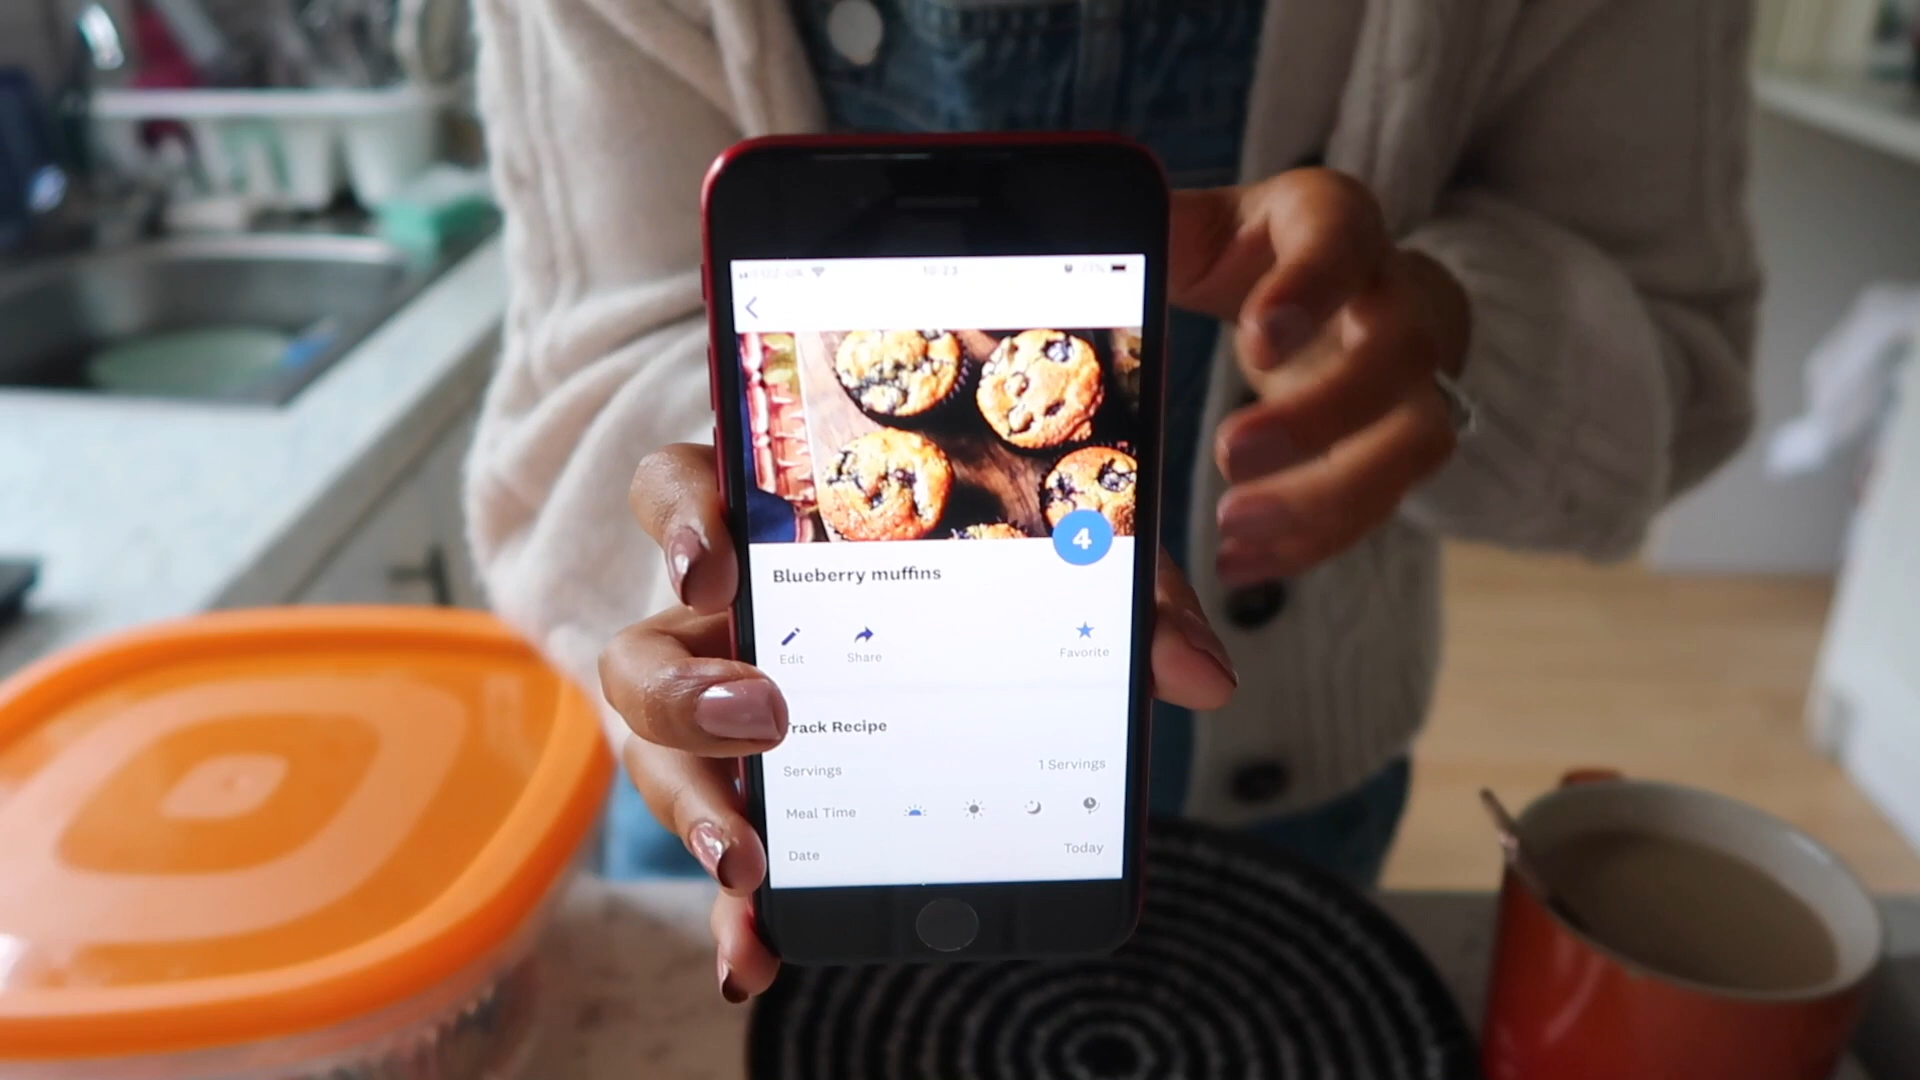 4
Blueberry muffins
Edit Share Favorite
Track Recipe
Servings 1 Servings
Meal Time
Date Today